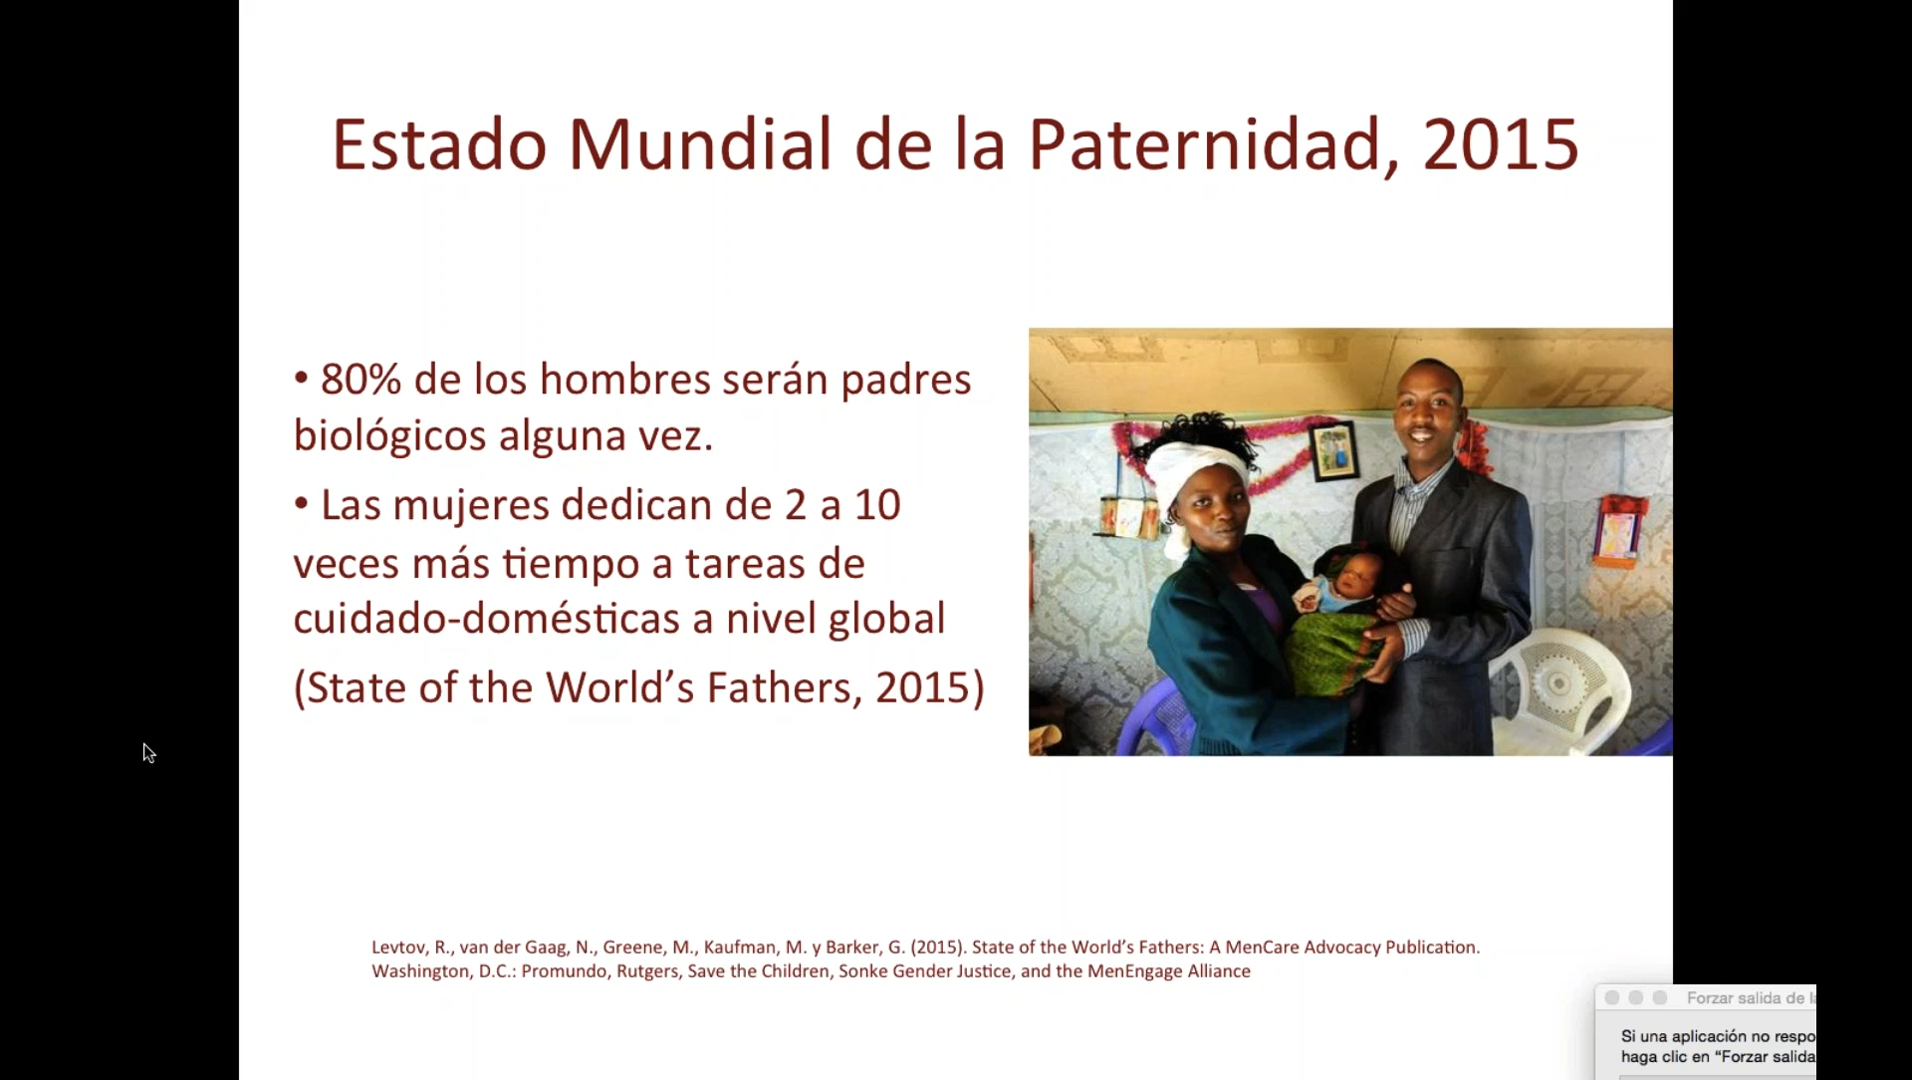 Estado Mundial de la Paternidad, 2015
• 80% de los hombres serán padres
biológicos alguna vez.
• Las mujeres dedican de 2 a 10
veces más tiempo a tareas de
cuidado-domésticas a nivel global
(State of the World’s Fathers, 2015)
Levtov, R., van der Gaag, N., Greene, M., Kaufman, M. y Barker, G. (2015). State of the World’s Fathers: A MenCare Advocacy Publication.
Washington, D.C.: Promundo, Rutgers, Save the Children, Sonke Gender Justice, and the MenEngage Alliance
Forzar salida de
Si una aplicación no respo
haga clic en “Forzar salida